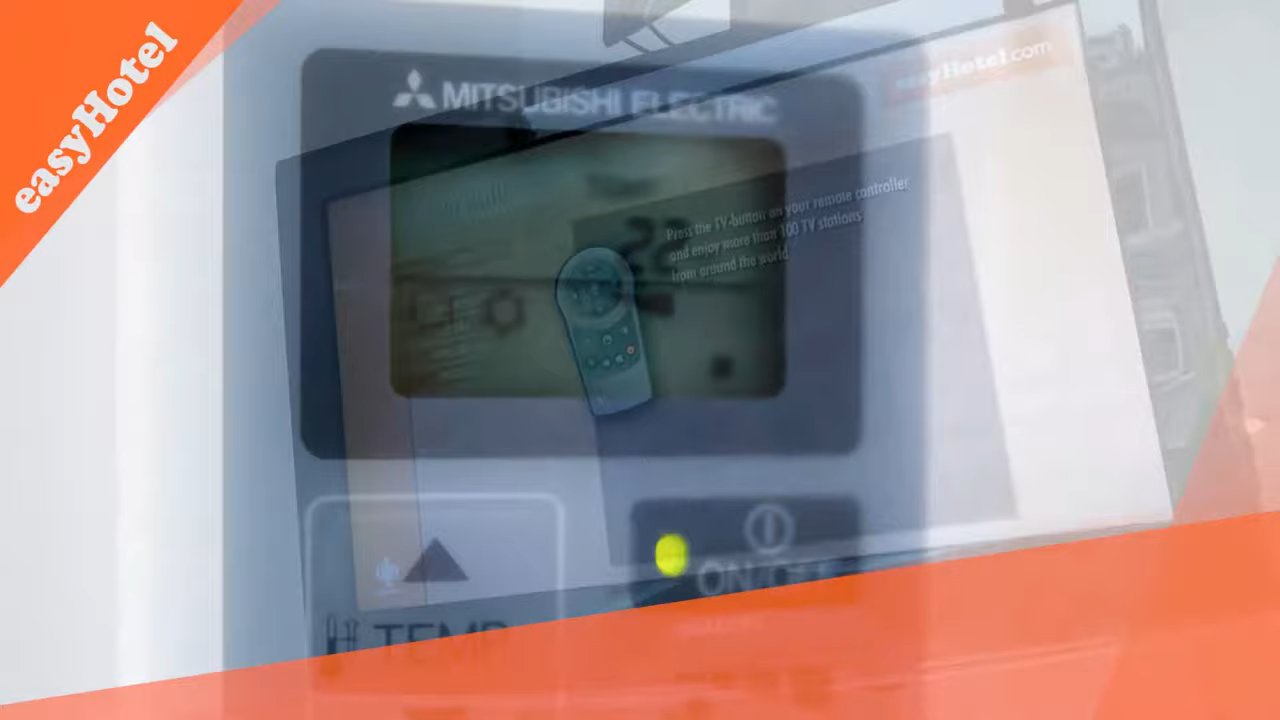 easyHotel
MITSUBISHI ELECTRIC
easyHotel.com
Press the TV-button on your remote controller
and enjoy more than 100 TV stations
from around the world
22
ON/OFF
TEMP